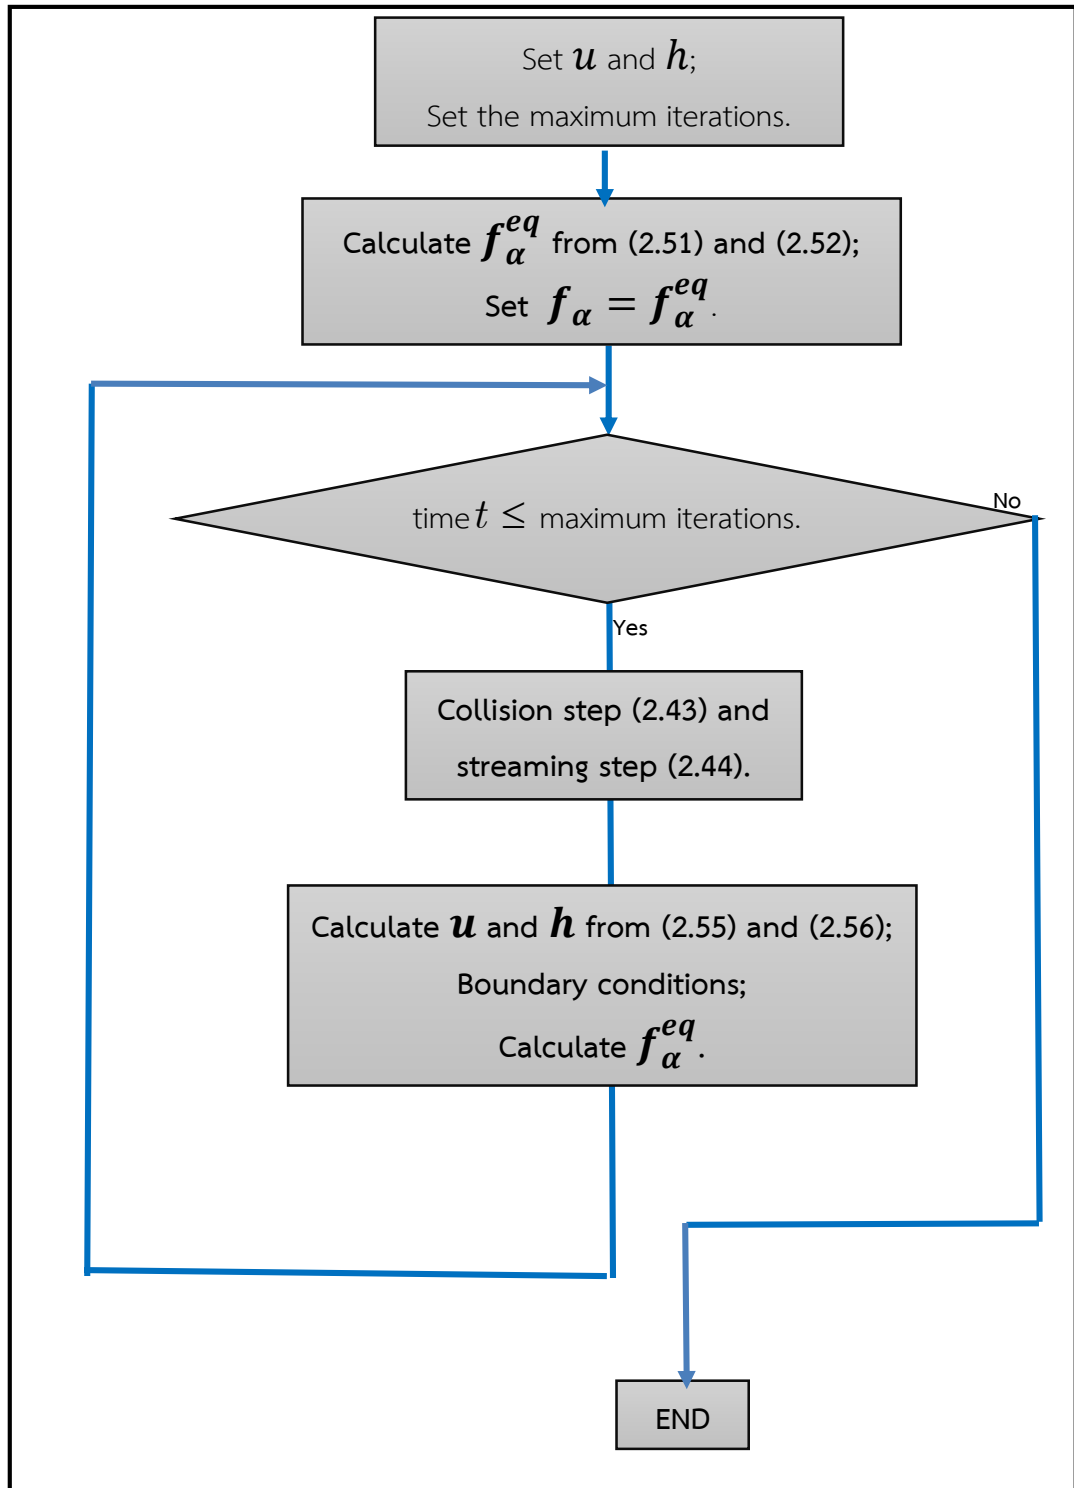 Set u and h;
Set the maximum iterations.
Calculate f_α^eq from (2.51) and (2.52);
Set f_α = f_α^eq.
time t ≤ maximum iterations.
No
Yes
Collision step (2.43) and
streaming step (2.44).
Calculate u and h from (2.55) and (2.56);
Boundary conditions;
Calculate f_α^eq.
END